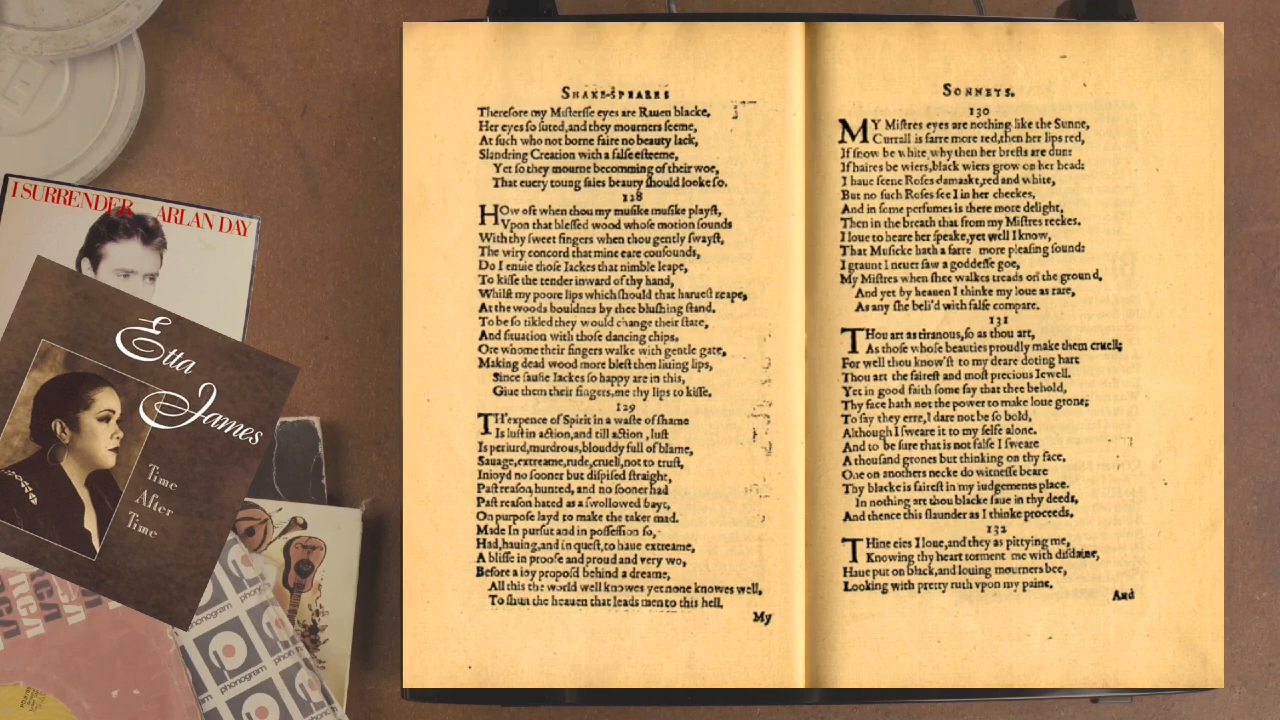 I SURRENDER ARLAN DAY
Etta
James
Time
After
Time
RCA
RCA
RCA
phonogram
phonogram
phonogram
SHAKE-SPEARES
Therefore my Miſterſſe eyes are Rauen blacke,
Her eyes ſo ſuted,and they mourners ſeeme,
At ſuch who not borne faire no beauty lack,
Slandring Creation with a falſe eſteeme,
Yet ſo they mourne becomming of their woe,
That euery toung ſaies beauty ſhould looke ſo.
128
HOw oft when thou my muſike muſike playſt,
Vpon that bleſſed wood whoſe motion ſounds
With thy ſweet fingers when thou gently ſwayſt,
The wiry concord that mine eare confounds,
Do I enuie thoſe Iackes that nimble leape,
To kiſſe the tender inward of thy hand,
Whilſt my poore lips which ſhould that harueſt reape,
At the woods bouldnes by thee bluſhing ſtand.
To be ſo tikled they would change their ſtate,
And ſituation with thoſe dancing chips,
Ore whome their fingers walke with gentle gate,
Making dead wood more bleſt then liuing lips,
Since ſauſie Iackes ſo happy are in this,
Giue them their fingers,me thy lips to kiſſe.
129
TH'expence of Spirit in a waſte of ſhame
Is luſt in action,and till action , luſt
Is periurd,murdrous,blouddy full of blame,
Sauage,extreame,rude,cruell,not to truſt,
Inioyd no ſooner but diſpiſed ſtraight,
Paſt reaſon hunted, and no ſooner had
Paſt reaſon hated as a ſwollowed bayt,
On purpoſe layd to make the taker mad.
Made In purſut and in poſſeſſion ſo,
Had,hauing,and in queſt,to haue extreame,
A bliſſe in proofe and proud and very wo,
Before a ioy propoſd behind a dreame,
All this the world well knowes yet none knowes well,
To ſhun the heauen that leads men to this hell.
My
SONNETS.
130
MY Miſtres eyes are nothing like the Sunne,
Currall is farre more red,then her lips red,
If ſnow be white,why then her breſts are dun:
If haires be wiers,black wiers grow on her head:
I haue ſeene Roſes damaskt,red and white,
But no ſuch Roſes ſee I in her cheekes,
And in ſome perfumes is there more delight,
Then in the breath that from my Miſtres reekes.
I loue to heare her ſpeake,yet well I know,
That Muſicke hath a farre more pleaſing ſound:
I graunt I neuer ſaw a goddeſſe goe,
My Miſtres when ſhee walkes treads on the ground.
And yet by heauen I thinke my loue as rare,
As any ſhe beli'd with falſe compare.
131
THou art as tiranous,ſo as thou art,
As thoſe whoſe beauties proudly make them cruell;
For well thou know'ſt to my deare doting hart
Thou art the faireſt and moſt precious Iewell.
Yet in good faith ſome ſay that thee behold,
Thy face hath not the power to make loue grone;
To ſay they erre,I dare not be ſo bold,
Although I ſweare it to my ſelfe alone.
And to be ſure that is not falſe I ſweare
A thouſand grones but thinking on thy face,
One on anothers necke do witneſſe beare
Thy blacke is faireſt in my iudgements place.
In nothing art thou blacke ſaue in thy deeds,
And thence this ſlaunder as I thinke proceeds.
132
THine eies I loue,and they as pittying me,
Knowing thy heart torment me with diſdaine,
Haue put on black,and louing mourners bee,
Looking with pretty ruth vpon my paine.
And